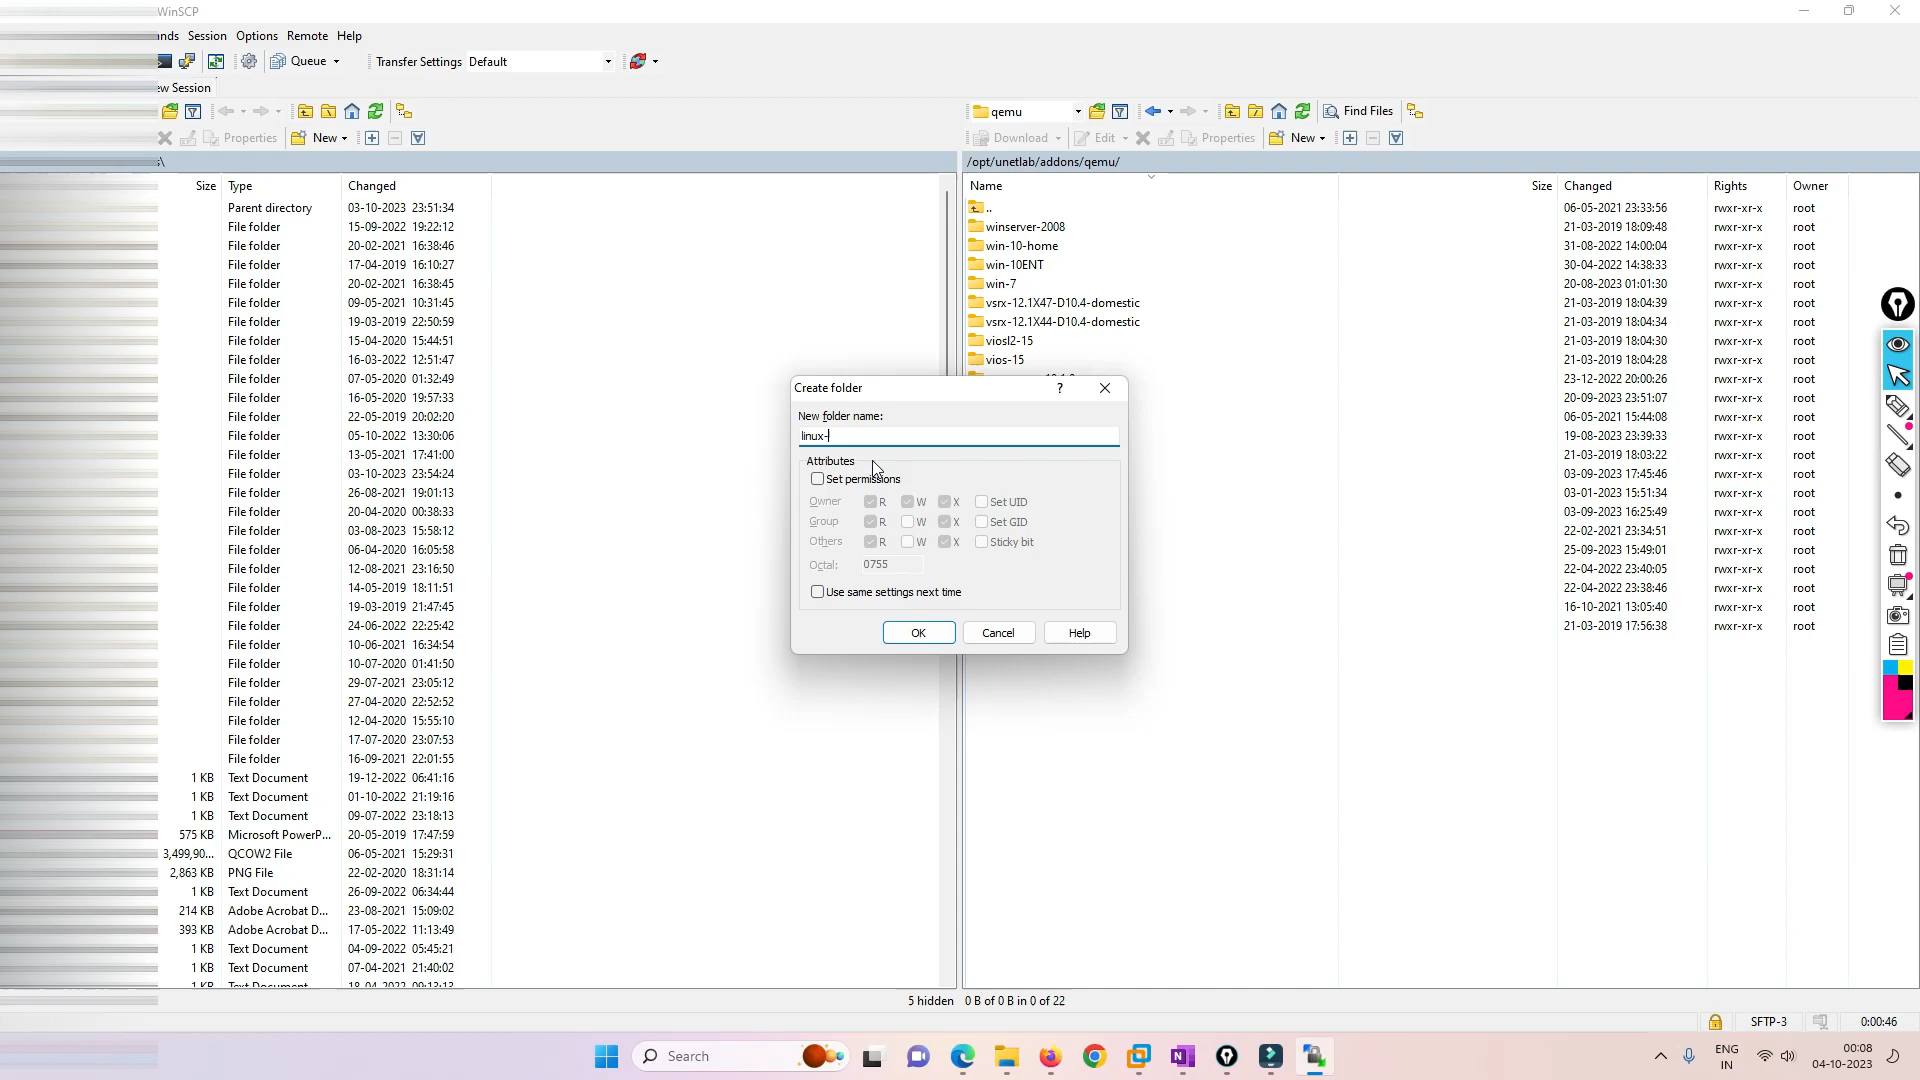 WinSCP
nds Session Options Remote Help
Queue Transfer Settings Default
ew Session
qemu Find Files
Properties New Download Edit Properties New
\ /opt/unetlab/addons/qemu/
Size Type Changed
Parent directory 03-10-2023 23:51:34
File folder 15-09-2022 19:22:12
File folder 20-02-2021 16:38:46
File folder 17-04-2019 16:10:27
File folder 20-02-2021 16:38:45
File folder 09-05-2021 10:31:45
File folder 19-03-2019 22:50:59
File folder 15-04-2020 15:44:51
File folder 16-03-2022 12:51:47
File folder 07-05-2020 01:32:49
File folder 16-05-2020 19:57:33
File folder 22-05-2019 20:02:20
File folder 05-10-2022 13:30:06
File folder 13-05-2021 17:41:00
File folder 03-10-2023 23:54:24
File folder 26-08-2021 19:01:13
File folder 20-04-2020 00:38:33
File folder 03-08-2023 15:58:12
File folder 06-04-2020 16:05:58
File folder 12-08-2021 23:16:50
File folder 14-05-2019 18:11:51
File folder 19-03-2019 21:47:45
File folder 24-06-2022 22:25:42
File folder 10-06-2021 16:34:54
File folder 10-07-2020 01:41:50
File folder 29-07-2021 23:05:12
File folder 27-04-2020 22:52:52
File folder 12-04-2020 15:55:10
File folder 17-07-2020 23:07:53
File folder 16-09-2021 22:01:55
1 KB Text Document 19-12-2022 06:41:16
1 KB Text Document 01-10-2022 21:19:16
1 KB Text Document 09-07-2022 23:18:13
575 KB Microsoft PowerP... 20-05-2019 17:47:59
3,499,90... QCOW2 File 06-05-2021 15:29:31
2,863 KB PNG File 22-02-2020 18:31:14
1 KB Text Document 26-09-2022 06:34:44
214 KB Adobe Acrobat D... 23-08-2021 15:09:02
393 KB Adobe Acrobat D... 17-05-2022 11:13:49
1 KB Text Document 04-09-2022 05:45:21
1 KB Text Document 07-04-2021 21:40:02
1 KB Text Document 18-04-2022 09:13:13
Name Size Changed Rights Owner
.. 06-05-2021 23:33:56 rwxr-xr-x root
winserver-2008 21-03-2019 18:09:48 rwxr-xr-x root
win-10-home 31-08-2022 14:00:04 rwxr-xr-x root
win-10ENT 30-04-2022 14:38:33 rwxr-xr-x root
win-7 20-08-2023 01:01:30 rwxr-xr-x root
vsrx-12.1X47-D10.4-domestic 21-03-2019 18:04:39 rwxr-xr-x root
vsrx-12.1X44-D10.4-domestic 21-03-2019 18:04:34 rwxr-xr-x root
viosl2-15 21-03-2019 18:04:30 rwxr-xr-x root
vios-15 21-03-2019 18:04:28 rwxr-xr-x root
23-12-2022 20:00:26 rwxr-xr-x root
20-09-2023 23:51:07 rwxr-xr-x root
06-05-2021 15:44:08 rwxr-xr-x root
19-08-2023 23:39:33 rwxr-xr-x root
21-03-2019 18:03:22 rwxr-xr-x root
03-09-2023 17:45:46 rwxr-xr-x root
03-01-2023 15:51:34 rwxr-xr-x root
03-09-2023 16:25:49 rwxr-xr-x root
22-02-2021 23:34:51 rwxr-xr-x root
25-09-2023 15:49:01 rwxr-xr-x root
22-04-2022 23:40:05 rwxr-xr-x root
22-04-2022 23:38:46 rwxr-xr-x root
16-10-2021 13:05:40 rwxr-xr-x root
21-03-2019 17:56:38 rwxr-xr-x root
Create folder ?
New folder name:
linux-
Attributes
Set permissions
Owner R W X Set UID
Group R W X Set GID
Others R W X Sticky bit
Octal: 0755
Use same settings next time
OK Cancel Help
5 hidden 0 B of 0 B in 0 of 22
SFTP-3 0:00:46
Search ENG IN 00:08 04-10-2023